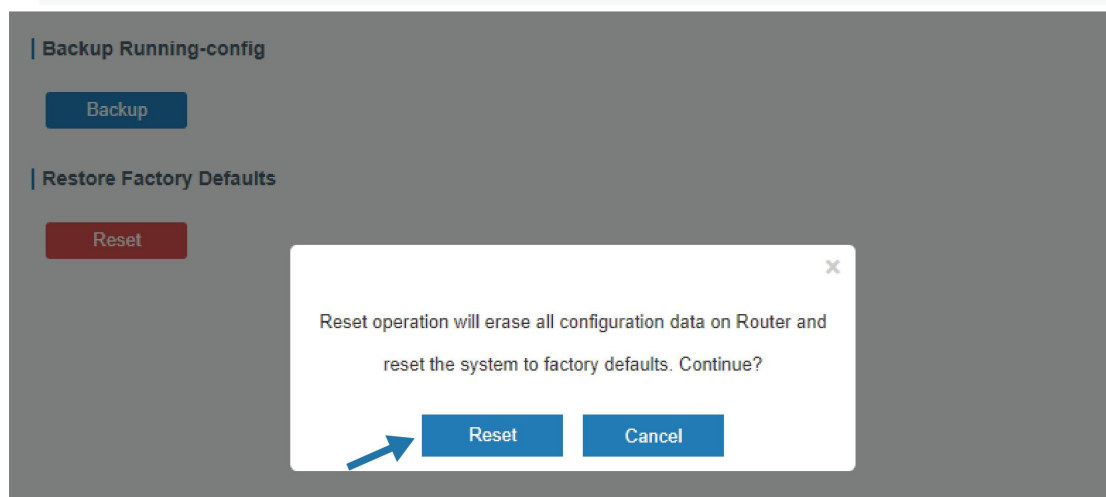 Backup Running-config
Backup
Restore Factory Defaults
Reset
×
Reset operation will erase all configuration data on Router and
reset the system to factory defaults. Continue?
Reset Cancel